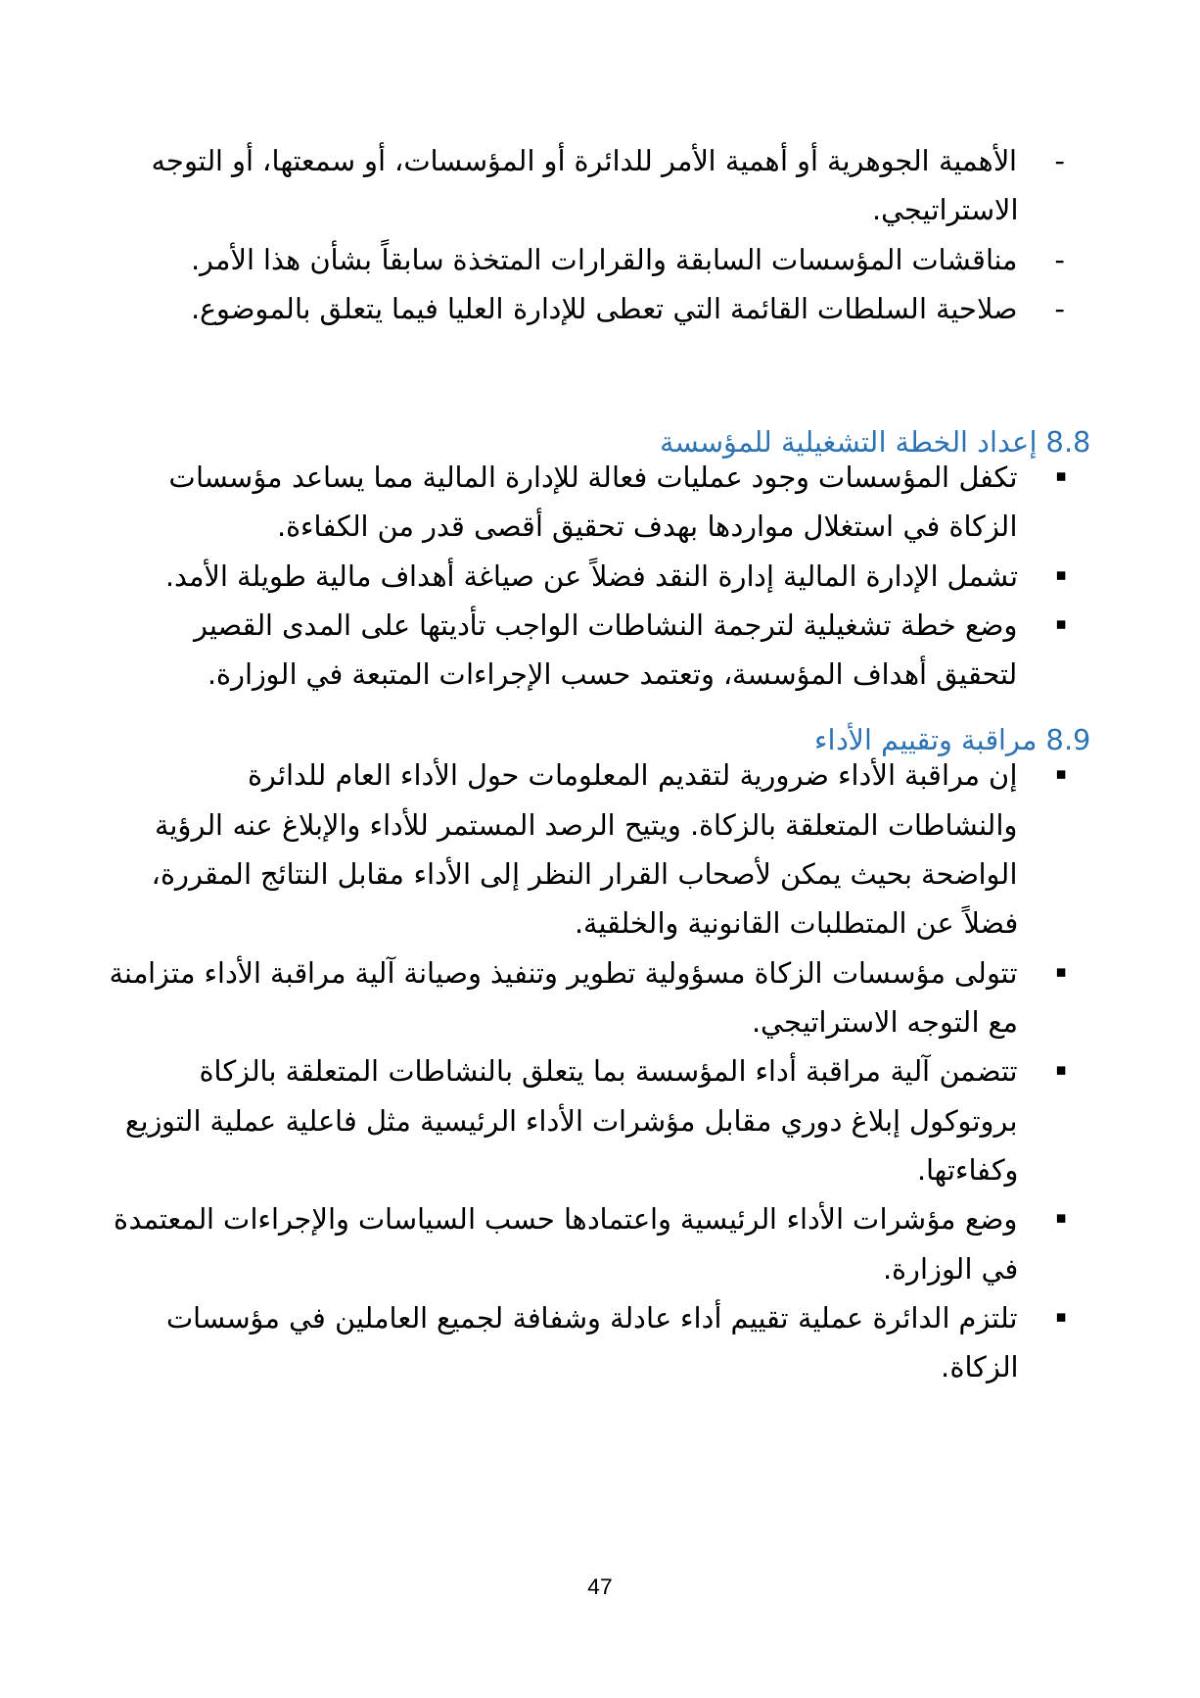 - الأهمية الجوهرية أو أهمية الأمر للدائرة أو المؤسسات، أو سمعتها، أو التوجه
الاستراتيجي.
- مناقشات المؤسسات السابقة والقرارات المتخذة سابقاً بشأن هذا الأمر.
- صلاحية السلطات القائمة التي تعطى للإدارة العليا فيما يتعلق بالموضوع.
8.8 إعداد الخطة التشغيلية للمؤسسة
▪ تكفل المؤسسات وجود عمليات فعالة للإدارة المالية مما يساعد مؤسسات
الزكاة في استغلال مواردها بهدف تحقيق أقصى قدر من الكفاءة.
▪ تشمل الإدارة المالية إدارة النقد فضلاً عن صياغة أهداف مالية طويلة الأمد.
▪ وضع خطة تشغيلية لترجمة النشاطات الواجب تأديتها على المدى القصير
لتحقيق أهداف المؤسسة، وتعتمد حسب الإجراءات المتبعة في الوزارة.
8.9 مراقبة وتقييم الأداء
▪ إن مراقبة الأداء ضرورية لتقديم المعلومات حول الأداء العام للدائرة
والنشاطات المتعلقة بالزكاة. ويتيح الرصد المستمر للأداء والإبلاغ عنه الرؤية
الواضحة بحيث يمكن لأصحاب القرار النظر إلى الأداء مقابل النتائج المقررة،
فضلاً عن المتطلبات القانونية والخلقية.
▪ تتولى مؤسسات الزكاة مسؤولية تطوير وتنفيذ وصيانة آلية مراقبة الأداء متزامنة
مع التوجه الاستراتيجي.
▪ تتضمن آلية مراقبة أداء المؤسسة بما يتعلق بالنشاطات المتعلقة بالزكاة
بروتوكول إبلاغ دوري مقابل مؤشرات الأداء الرئيسية مثل فاعلية عملية التوزيع
وكفاءتها.
▪ وضع مؤشرات الأداء الرئيسية واعتمادها حسب السياسات والإجراءات المعتمدة
في الوزارة.
▪ تلتزم الدائرة عملية تقييم أداء عادلة وشفافة لجميع العاملين في مؤسسات
الزكاة.
47